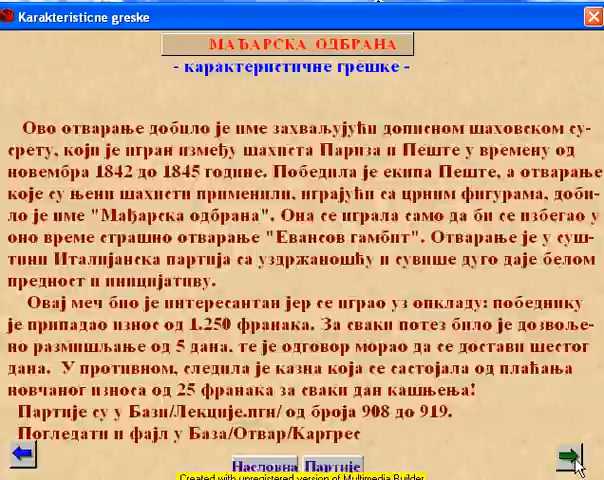 Karakteristicne greske
МАЂАРСКА ОДБРАНА
- карактеристичне грешке -
Ово отварање добило је име захваљујући дописном шаховском су-
срету, који је игран између шахиста Париза и Пеште у времену од
новембра 1842 до 1845 године. Победила је екипа Пеште, а отварање
које су њени шахисти применили, играјући са црним фигурама, доби-
ло је име "Мађарска одбрана". Она се играла само да би се избегао у
оно време страшно отварање "Евансов гамбит". Отварање је у суш-
тини Италијанска партија са уздржаношћу и сувише дуго даје белом
предност и иницијативу.
Овај меч био је интересантан јер се играо уз опкладу: победнику
је припадао износ од 1.250 франака. За сваки потез било је дозвоље-
но размишљање од 5 дана, те је одговор морао да се достави шестог
дана. У противном, следила је казна која се састојала од плаћања
новчаног износа од 25 франака за сваки дан кашњења!
Партије су у Бази/Лекције.пгн/ од броја 908 до 919.
Погледати и фајл у База/Отвар/Каргрес
Насловна Партије
Created with unregistered version of Multimedia Builder